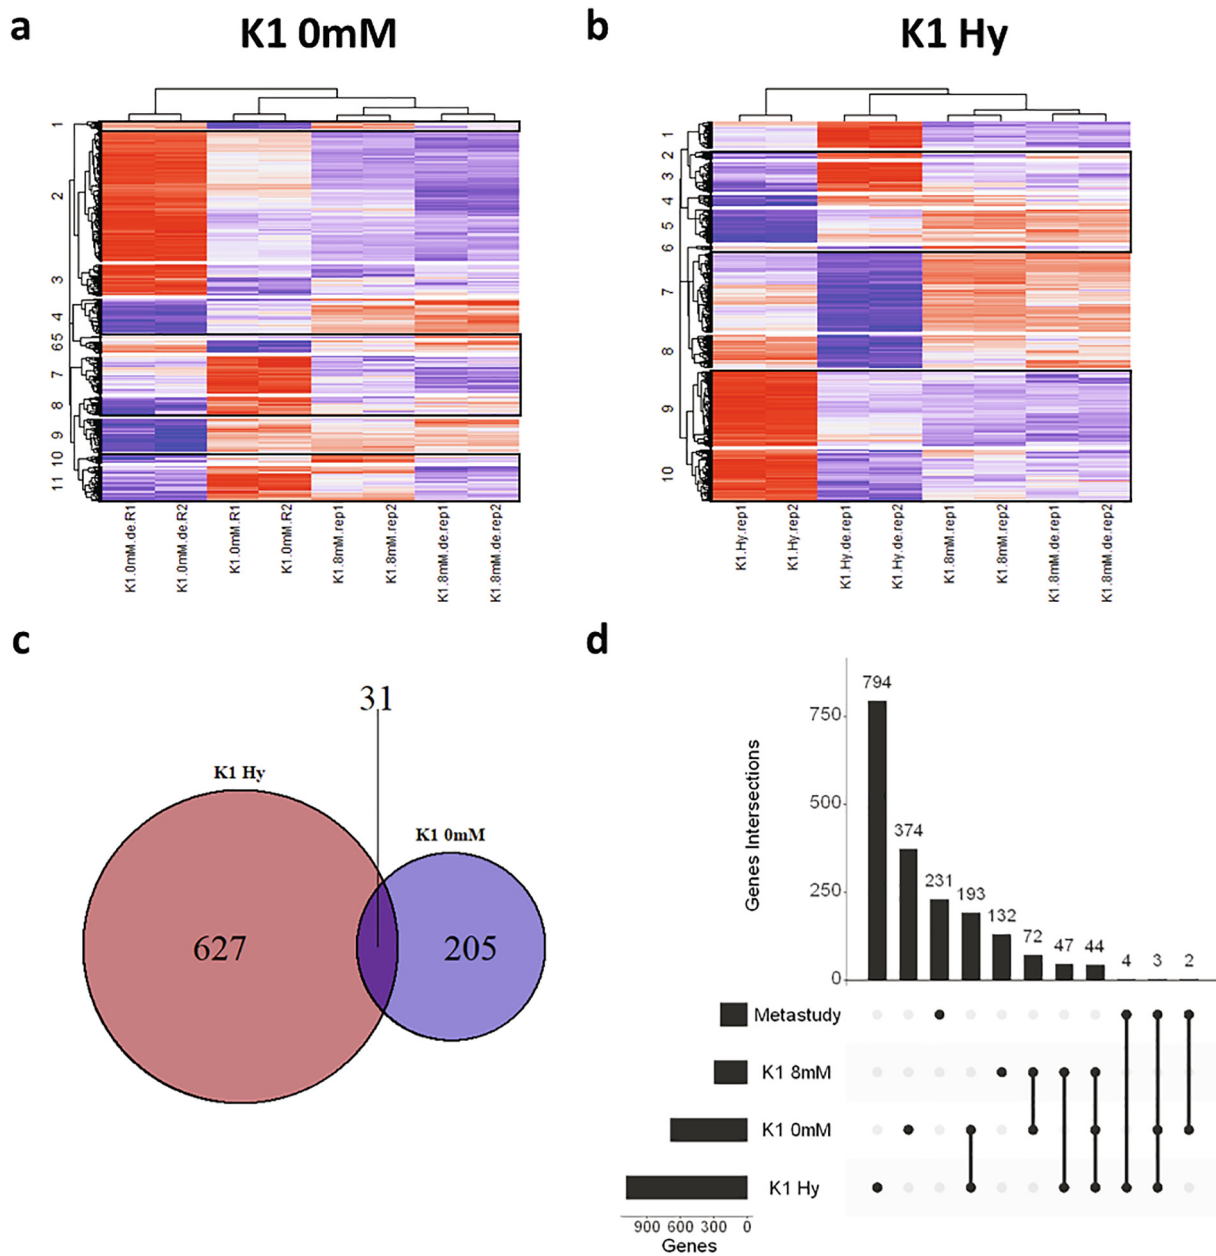 a
K1 0mM
1
2
3
4
65
7
8
9
10
11
K1.0mM.de.R1
K1.0mM.de.R2
K1.0mM.R1
K1.0mM.R2
K1.8mM.rep1
K1.8mM.rep2
K1.8mM.de.rep1
K1.8mM.de.rep2
b
K1 Hy
1
2
3
4
5
6
7
8
9
10
K1.Hy.rep1
K1.Hy.rep2
K1.Hy.de.rep1
K1.Hy.de.rep2
K1.8mM.rep1
K1.8mM.rep2
K1.8mM.de.rep1
K1.8mM.de.rep2
c
31
K1 Hy
K1 0mM
627
205
d
Genes Intersections
750
500
250
0
794
374
231
193
132
72
47
44
4
3
2
Metastudy
K1 8mM
K1 0mM
K1 Hy
900 600 300 0
Genes